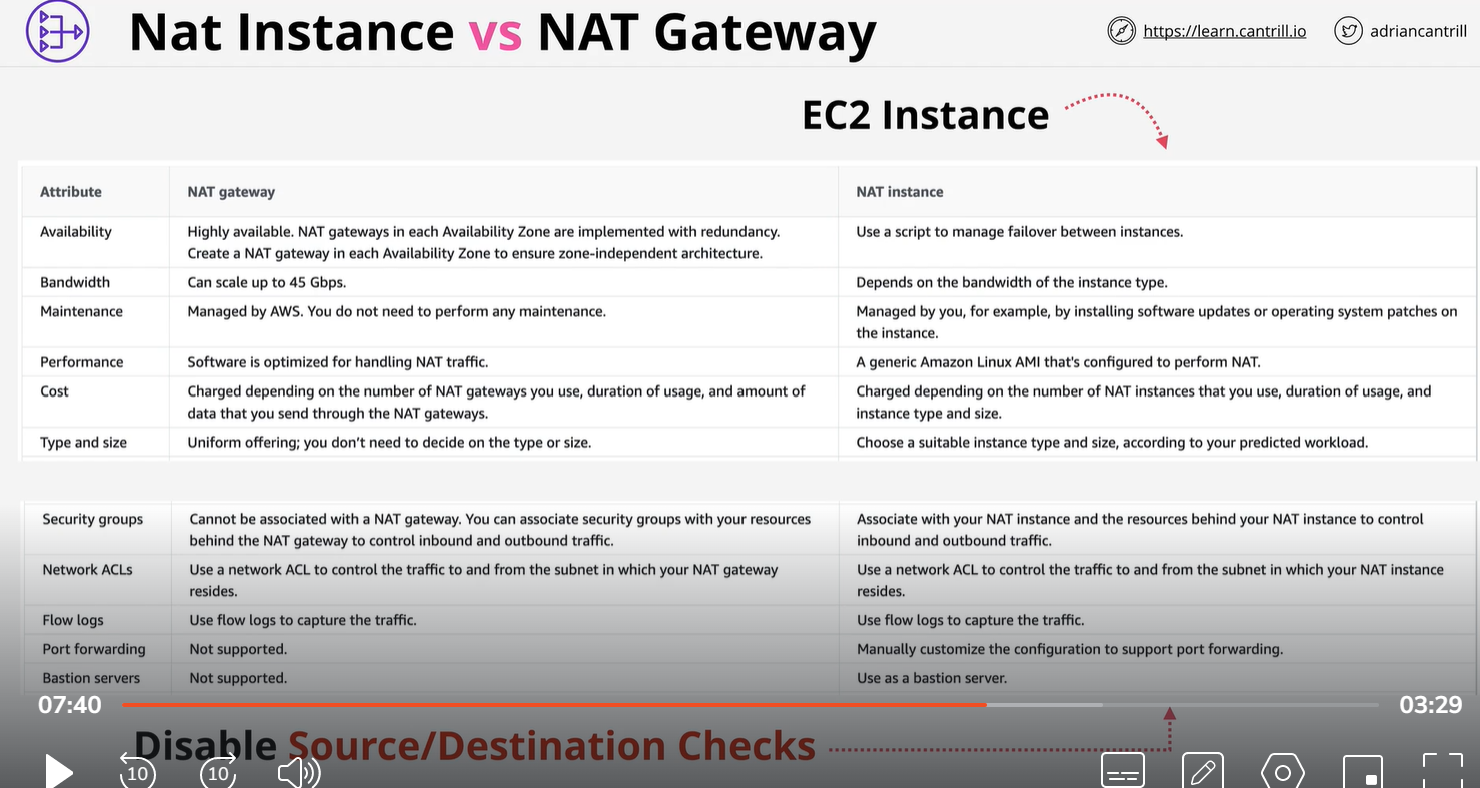 Nat Instance vs NAT Gateway
https://learn.cantrill.io
adriancantrill
EC2 Instance
Attribute
NAT gateway
NAT instance
Availability
Highly available. NAT gateways in each Availability Zone are implemented with redundancy.
Create a NAT gateway in each Availability Zone to ensure zone-independent architecture.
Use a script to manage failover between instances.
Bandwidth
Can scale up to 45 Gbps.
Depends on the bandwidth of the instance type.
Maintenance
Managed by AWS. You do not need to perform any maintenance.
Managed by you, for example, by installing software updates or operating system patches on
the instance.
Performance
Software is optimized for handling NAT traffic.
A generic Amazon Linux AMI that's configured to perform NAT.
Cost
Charged depending on the number of NAT gateways you use, duration of usage, and amount of
data that you send through the NAT gateways.
Charged depending on the number of NAT instances that you use, duration of usage, and
instance type and size.
Type and size
Uniform offering; you don't need to decide on the type or size.
Choose a suitable instance type and size, according to your predicted workload.
Security groups
Cannot be associated with a NAT gateway. You can associate security groups with your resources
behind the NAT gateway to control inbound and outbound traffic.
Associate with your NAT instance and the resources behind your NAT instance to control
inbound and outbound traffic.
Network ACLs
Use a network ACL to control the traffic to and from the subnet in which your NAT gateway
resides.
Use a network ACL to control the traffic to and from the subnet in which your NAT instance
resides.
Flow logs
Use flow logs to capture the traffic.
Use flow logs to capture the traffic.
Port forwarding
Not supported.
Manually customize the configuration to support port forwarding.
Bastion servers
Not supported.
Use as a bastion server.
07:40
03:29
Disable Source/Destination Checks
10
10